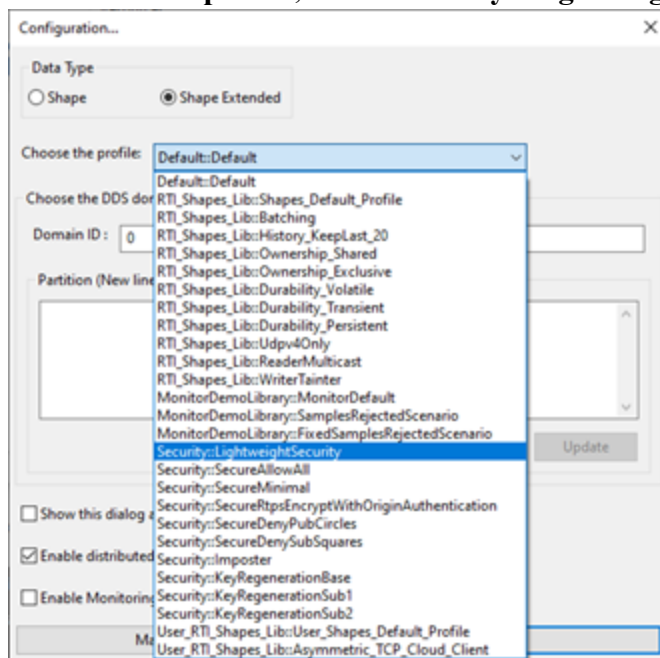 Configuration...
Data Type
Shape
Shape Extended
Choose the profile:
Default::Default
Default::Default
Choose the DDS dor
RTI_Shapes_Lib::Shapes_Default_Profile
RTI_Shapes_Lib::Batching
Domain ID : 0
RTI_Shapes_Lib::History_KeepLast_20
RTI_Shapes_Lib::Ownership_Shared
RTI_Shapes_Lib::Ownership_Exclusive
Partition (New line
RTI_Shapes_Lib::Durability_Volatile
RTI_Shapes_Lib::Durability_Transient
RTI_Shapes_Lib::Durability_Persistent
RTI_Shapes_Lib::Udpv4Only
RTI_Shapes_Lib::ReaderMulticast
RTI_Shapes_Lib::WriterTainter
MonitorDemoLibrary::MonitorDefault
MonitorDemoLibrary::SamplesRejectedScenario
MonitorDemoLibrary::FixedSamplesRejectedScenario
Security::LightweightSecurity
Update
Security::SecureAllowAll
Security::SecureMinimal
Security::SecureRtpsEncryptWithOriginAuthentication
Show this dialog a
Security::SecureDenyPubCircles
Security::SecureDenySubSquares
Enable distributed
Security::Imposter
Security::KeyRegenerationBase
Enable Monitoring
Security::KeyRegenerationSub1
Security::KeyRegenerationSub2
User_RTI_Shapes_Lib::User_Shapes_Default_Profile
Ma
User_RTI_Shapes_Lib::Asymmetric_TCP_Cloud_Client